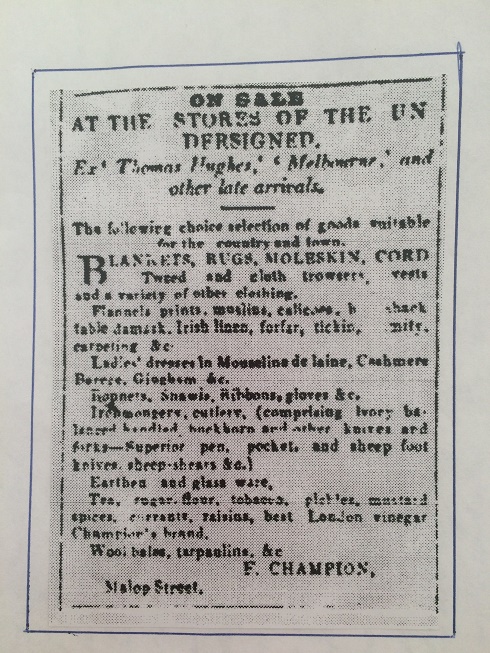 ON SALE
AT THE STORES OF THE UN
DERSIGNED.
Ex ' Thomas Hughes,' ' Melbourne,' and
other late arrivals.
The following choice selection of goods suitable
for the country and town.
BLANKETS, RUGS, MOLESKIN, CORD
Tweed and cloth trowsers, vests
and a variety of other clothing.
Flannels prints, muslins, calicoes,
table damask, Irish linen, forfar, tickin,
carpeting &c
Ladies' dresses in Mousseline de laine, Cashmere
Barege, Gingham &c.
Bonnets, Shawls, Ribbons, gloves &c.
Ironmongery, cutlery, (comprising Ivory ba-
lanced handled, buckhorn and other knives and
forks—Superior pen, pocket, and sheep foot
knives, sheep-shears &c.)
Earthen and glass ware,
Tea, sugar flour, tobacco, pickles, mustard
spices, currants, raisins, best London vinegar
Champion's brand.
Wool bales, tarpaulins, &c
F. CHAMPION,
Malop Street.